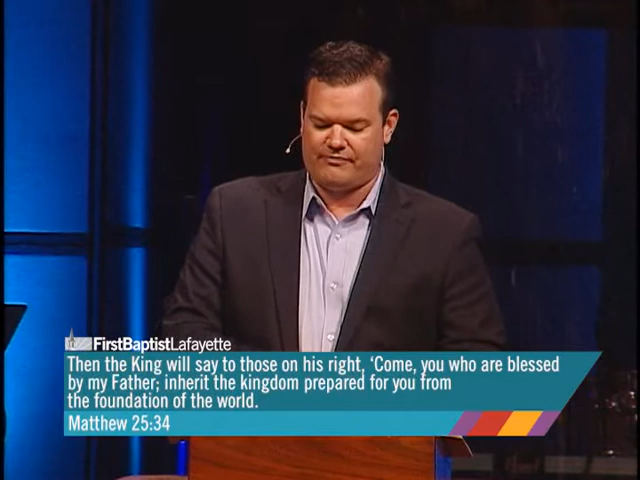 FirstBaptistLafayette
Then the King will say to those on his right, ‘Come, you who are blessed
by my Father; inherit the kingdom prepared for you from
the foundation of the world.
Matthew 25:34